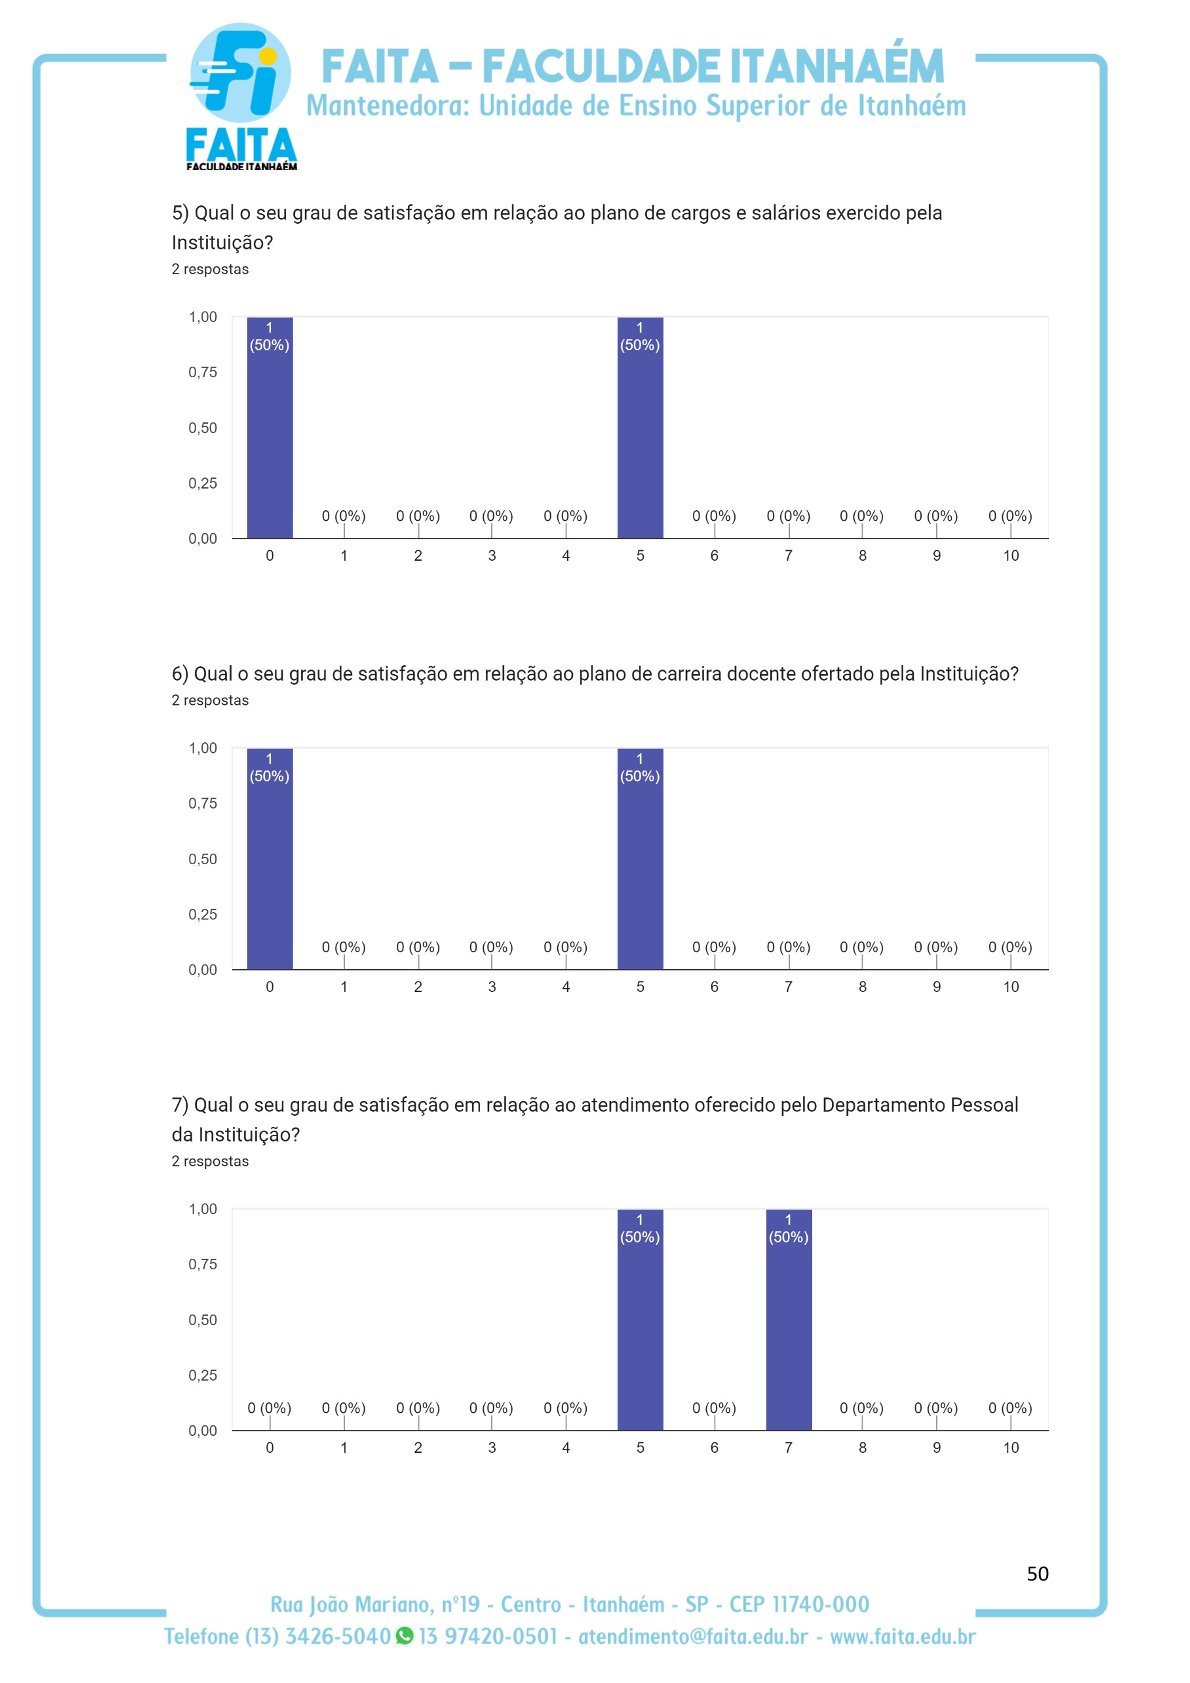 FAITA – FACULDADE ITANHAÉM
Mantenedora: Unidade de Ensino Superior de Itanhaém
Fi
FAITA
FACULDADE ITANHAÉM
5) Qual o seu grau de satisfação em relação ao plano de cargos e salários exercido pela
Instituição?
2 respostas
1,00
0,75
0,50
0,25
0,00
1
(50%)
0 (0%) 0 (0%) 0 (0%) 0 (0%)
1
(50%)
0 (0%) 0 (0%) 0 (0%) 0 (0%) 0 (0%)
0 1 2 3 4 5 6 7 8 9 10
6) Qual o seu grau de satisfação em relação ao plano de carreira docente ofertado pela Instituição?
2 respostas
1,00
0,75
0,50
0,25
0,00
1
(50%)
0 (0%) 0 (0%) 0 (0%) 0 (0%)
1
(50%)
0 (0%) 0 (0%) 0 (0%) 0 (0%) 0 (0%)
0 1 2 3 4 5 6 7 8 9 10
7) Qual o seu grau de satisfação em relação ao atendimento oferecido pelo Departamento Pessoal
da Instituição?
2 respostas
1,00
0,75
0,50
0,25
0,00
0 (0%) 0 (0%) 0 (0%) 0 (0%) 0 (0%)
1
(50%)
0 (0%)
1
(50%)
0 (0%) 0 (0%) 0 (0%)
0 1 2 3 4 5 6 7 8 9 10
50
Rua João Mariano, nº19 - Centro - Itanhaém - SP - CEP 11740-000
Telefone (13) 3426-5040 13 97420-0501 - atendimento@faita.edu.br - www.faita.edu.br